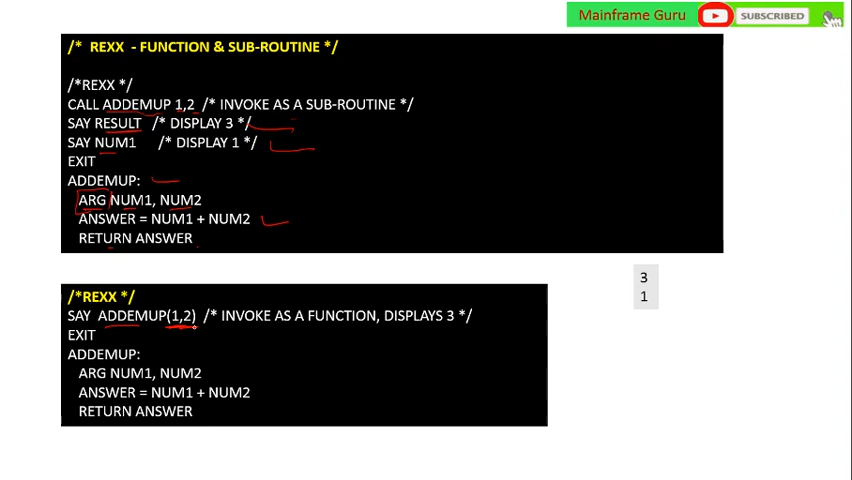 Mainframe Guru
SUBSCRIBED
/* REXX - FUNCTION & SUB-ROUTINE */
/*REXX */
CALL ADDEMUP 1,2 /* INVOKE AS A SUB-ROUTINE */
SAY RESULT /* DISPLAY 3 */
SAY NUM1 /* DISPLAY 1 */
EXIT
ADDEMUP:
ARG NUM1, NUM2
ANSWER = NUM1 + NUM2
RETURN ANSWER
3
1
/*REXX */
SAY ADDEMUP(1,2) /* INVOKE AS A FUNCTION, DISPLAYS 3 */
EXIT
ADDEMUP:
ARG NUM1, NUM2
ANSWER = NUM1 + NUM2
RETURN ANSWER